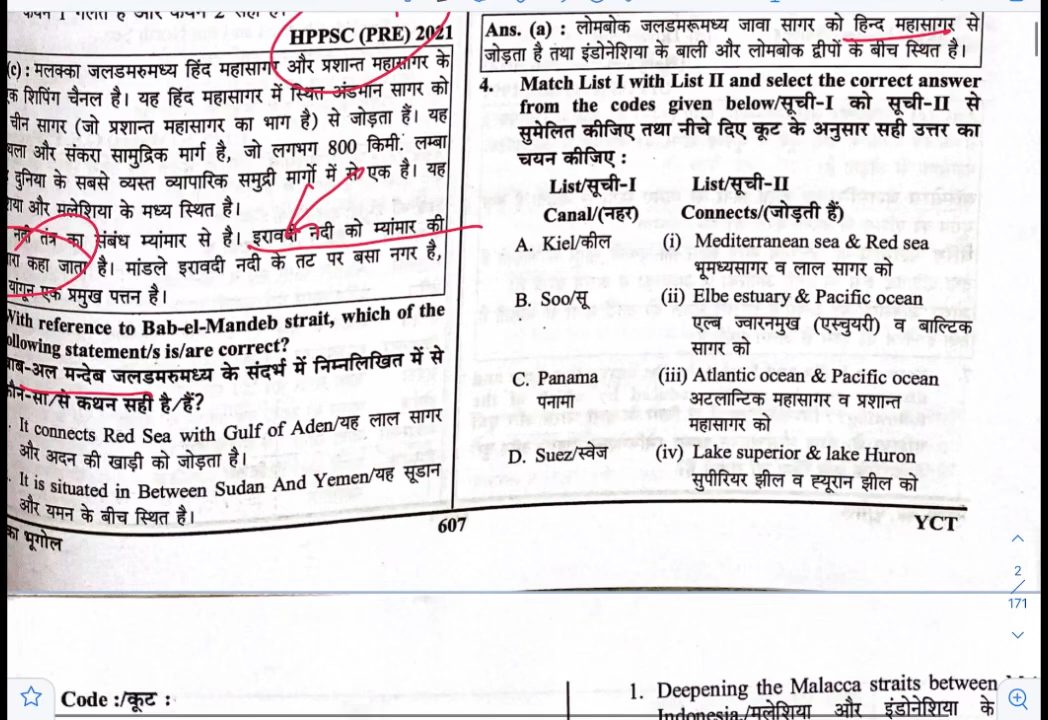 HPPSC (PRE) 2021
(c) : मलक्का जलडमरूमध्य हिंद महासागर और प्रशान्त महासागर के
शिपिंग चैनल है। यह हिंद महासागर में स्थित अंडमान सागर को
चीन सागर (जो प्रशान्त महासागर का भाग है) से जोड़ता है। यह
और संकरा सामुद्रिक मार्ग है, जो लगभग 800 किमी. लम्बा
दुनिया के सबसे व्यस्त व्यापारिक समुद्री मार्गो में से एक है। यह
और मलेशिया के मध्य स्थित है।
तंत्र का संबंध म्यांमार से है। इरावदी नदी को म्यांमार की
कहा जाता है। मांडले इरावदी नदी के तट पर बसा नगर है,
यांगून एक प्रमुख पत्तन है।
With reference to Bab-el-Mandeb strait, which of the
following statement/s is/are correct?
बाब-अल मन्देब जलडमरूमध्य के संदर्भ में निम्नलिखित में से
कौन-सा/से कथन सही है/हैं?
. It connects Red Sea with Gulf of Aden/यह लाल सागर
और अदन की खाड़ी को जोड़ता है।
. It is situated in Between Sudan And Yemen/यह सूडान
और यमन के बीच स्थित है।
का भूगोल
Ans. (a) : लोमबोक जलडमरूमध्य जावा सागर को हिन्द महासागर से
जोड़ता है तथा इंडोनेशिया के बाली और लोमबोक द्वीपों के बीच स्थित है।
4. Match List I with List II and select the correct answer
from the codes given below/सूची-I को सूची-II से
सुमेलित कीजिए तथा नीचे दिए कूट के अनुसार सही उत्तर का
चयन कीजिए :
List/सूची-I List/सूची-II
Canal/(नहर) Connects/(जोड़ती हैं)
A. Kiel/कील (i) Mediterranean sea & Red sea
भूमध्यसागर व लाल सागर को
B. Soo/सू (ii) Elbe estuary & Pacific ocean
एल्ब ज्वारनमुख (एस्चुयरी) व बाल्टिक
सागर को
C. Panama (iii) Atlantic ocean & Pacific ocean
पनामा अटलान्टिक महासागर व प्रशान्त
महासागर को
D. Suez/स्वेज (iv) Lake superior & lake Huron
सुपीरियर झील व ह्यूरान झील को
607 YCT
2
171
Code :/कूट :
1. Deepening the Malacca straits between
Indonesia./मलेशिया और इंडोनेशिया के